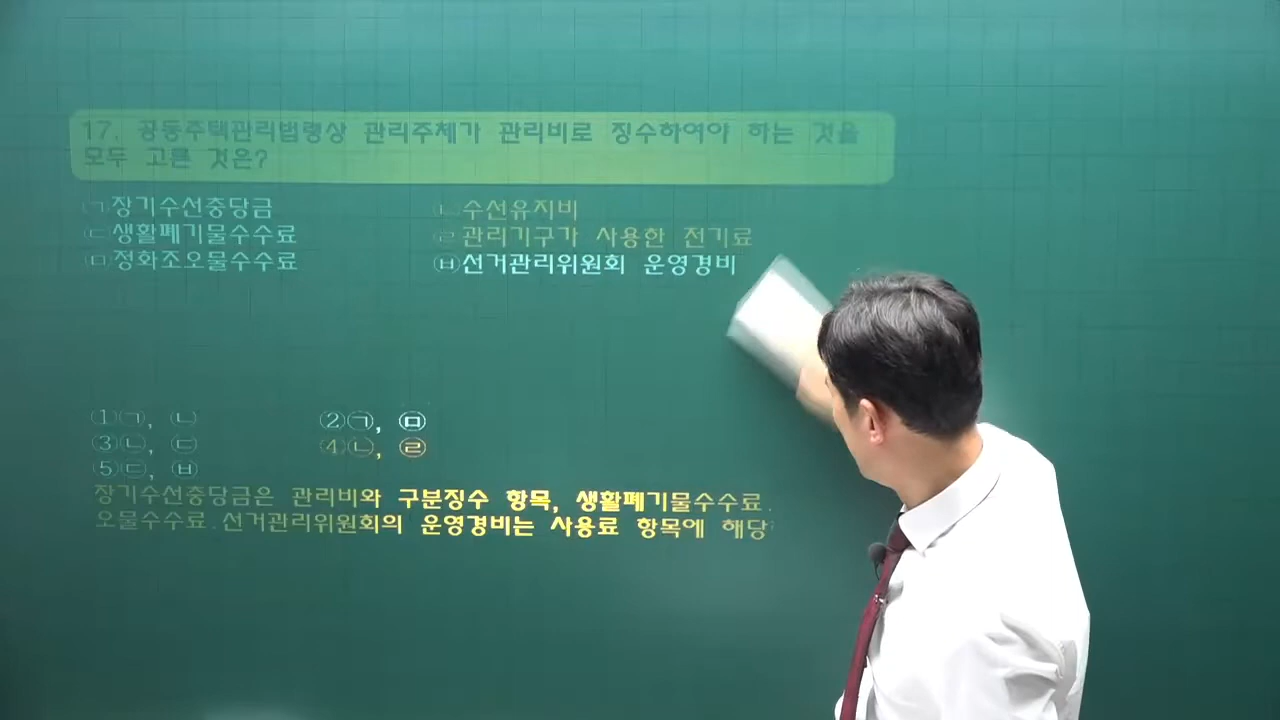 17. 공동주택관리법령상 관리주체가 관리비로 징수하여야 하는 것을
모두 고른 것은?
㉠장기수선충당금 ㉡수선유지비
㉢생활폐기물수수료 ㉣관리기구가 사용한 전기료
㉤정화조오물수수료 ㉥선거관리위원회 운영경비
①㉠, ㉡ ②㉠, ㉤
③㉡, ㉢ ④㉡, ㉣
⑤㉢, ㉥
장기수선충당금은 관리비와 구분징수 항목, 생활폐기물수수료.
오물수수료.선거관리위원회의 운영경비는 사용료 항목에 해당